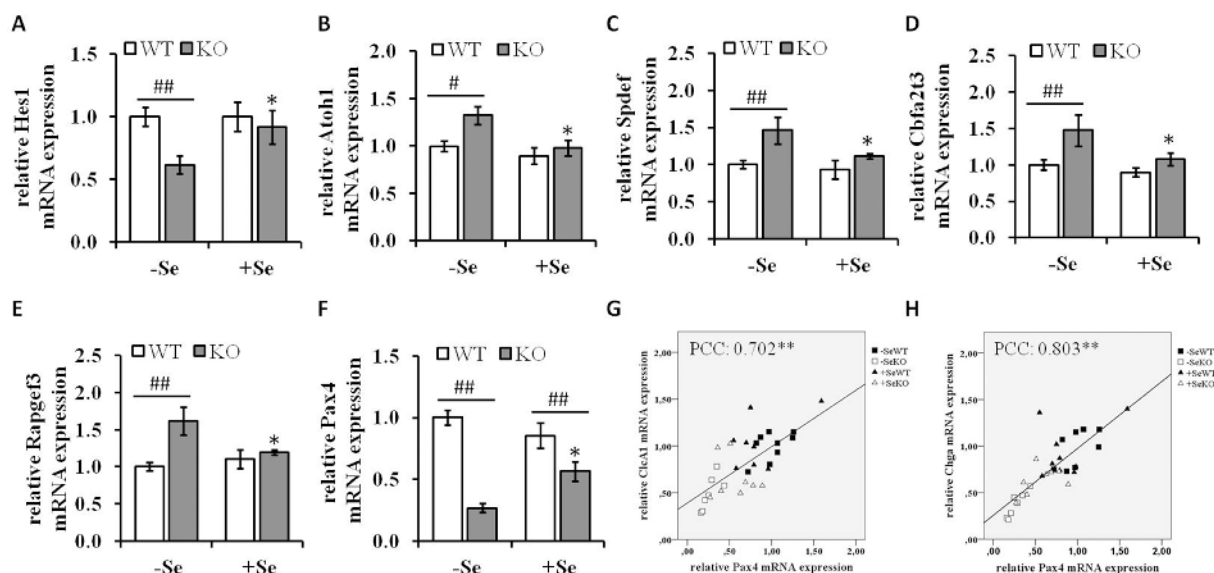 A
WT KO
relative Hes1
mRNA expression
1.5
1.0
0.5
0.0
##
*
-Se +Se
B
WT KO
relative Atoh1
mRNA expression
2.0
1.5
1.0
0.5
0.0
#
*
-Se +Se
C
WT KO
relative Spdef
mRNA expression
2.5
2.0
1.5
1.0
0.5
0.0
##
*
-Se +Se
D
WT KO
relative Cbfa2t3
mRNA expression
2.5
2.0
1.5
1.0
0.5
0.0
##
*
-Se +Se
E
WT KO
relative Rapgef3
mRNA expression
2.5
2.0
1.5
1.0
0.5
0.0
##
*
-Se +Se
F
WT KO
relative Pax4
mRNA expression
2.0
1.5
1.0
0.5
0.0
##
##
*
-Se +Se
G
PCC: 0.702**
-SeWT
-SeKO
+SeWT
+SeKO
relative ClcA1 mRNA expression
2,00
1,50
1,00
,50
,00
,00 ,50 1,00 1,50 2,00
relative Pax4 mRNA expression
H
PCC: 0.803**
-SeWT
-SeKO
+SeWT
+SeKO
relative Chga mRNA expression
2,00
1,50
1,00
,50
,00
,00 ,50 1,00 1,50 2,00
relative Pax4 mRNA expression